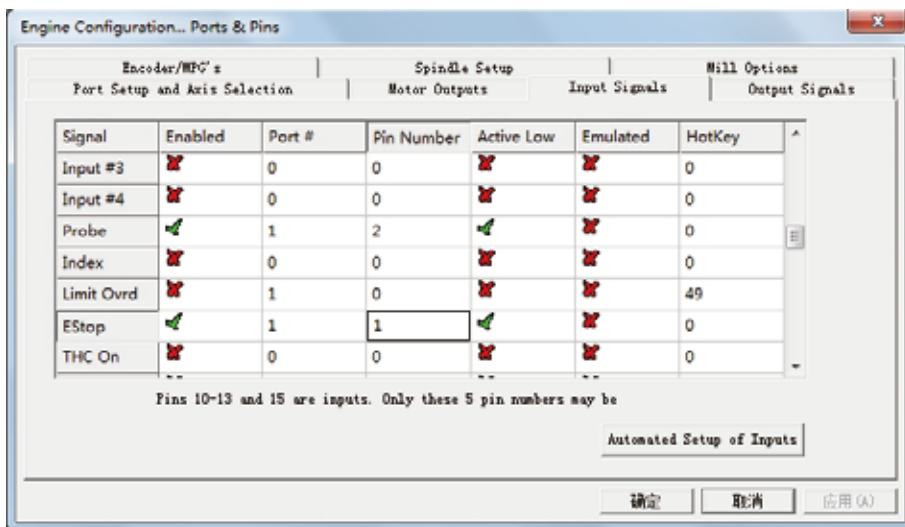 Engine Configuration... Ports & Pins
x
Encoder/MPG's Spindle Setup Mill Options
Port Setup and Axis Selection Motor Outputs Input Signals Output Signals
Signal Enabled Port # Pin Number Active Low Emulated HotKey
Input #3 0 0 0
Input #4 0 0 0
Probe 1 2 0
Index 0 0 0
Limit Ovrd 1 0 49
EStop 1 1 0
THC On 0 0 0
Pins 10-13 and 15 are inputs. Only these 5 pin numbers may be
Automated Setup of Inputs
确定 取消 应用(A)